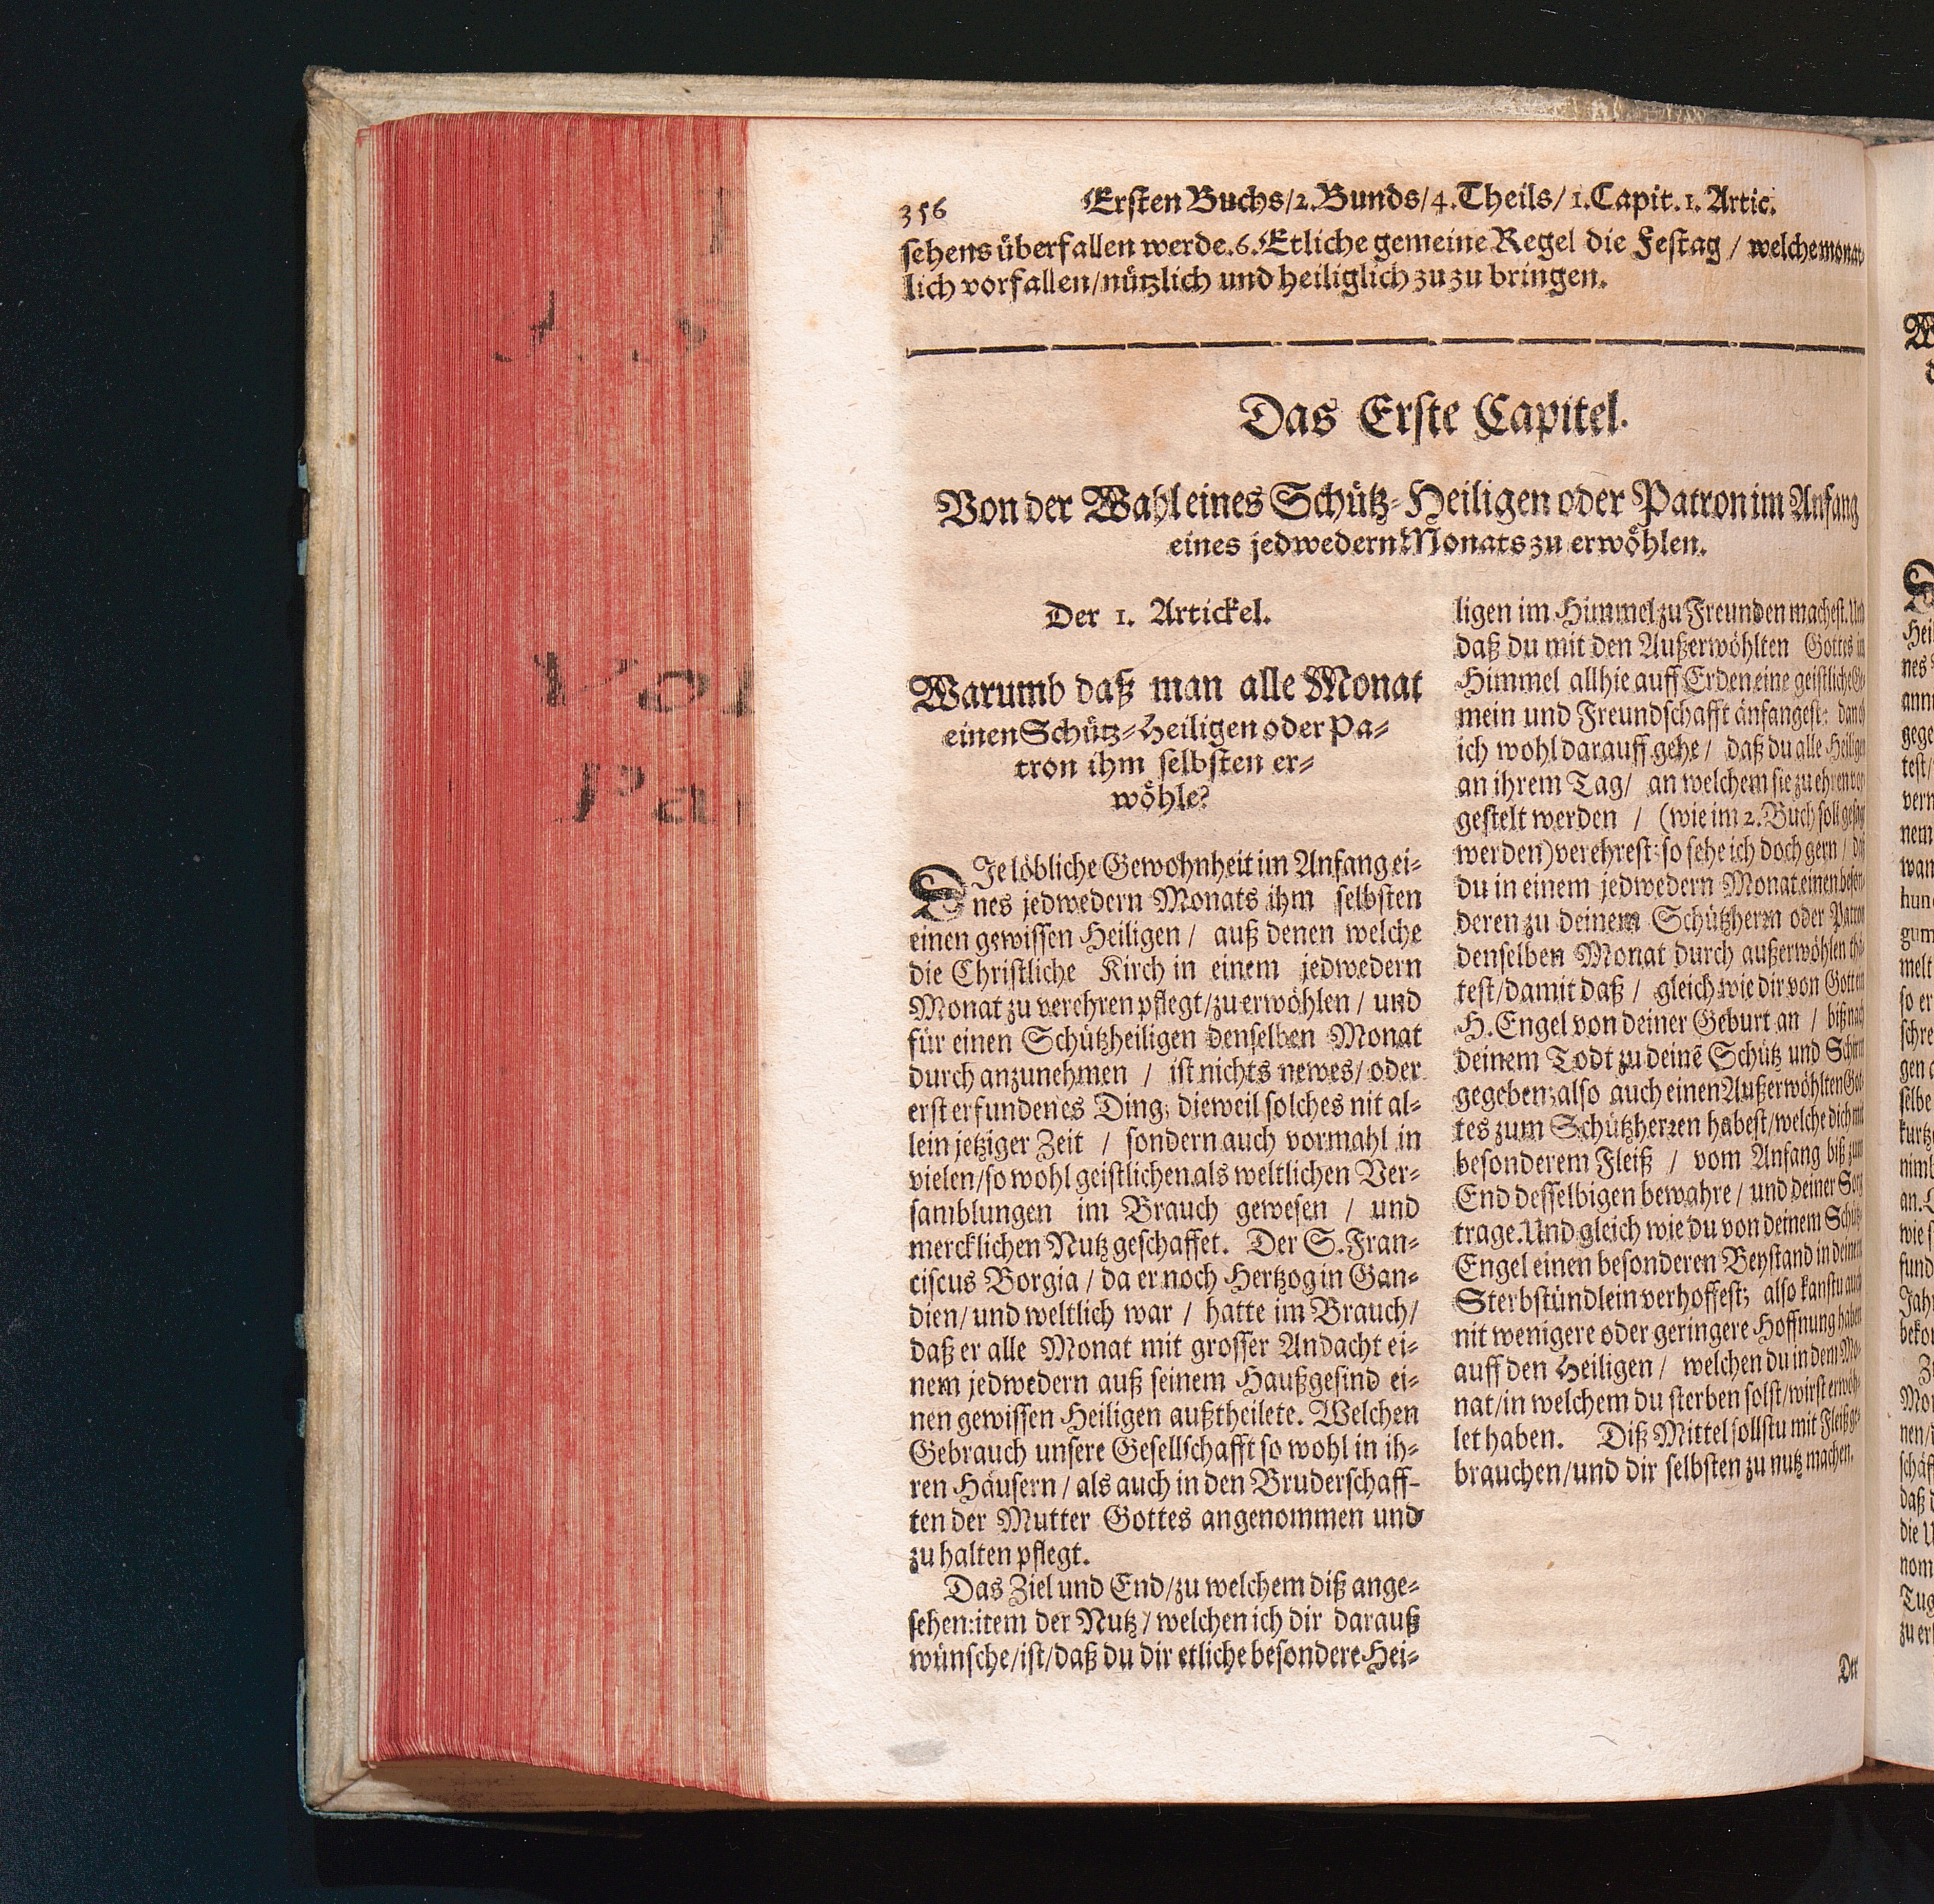 356 Ersten Buchs/2.Bunds/4.Theils/1.Capit.1.Artic.
sehens überfallen werde. 6. Etliche gemeine Regel die Festag / welche monat-
lich vorfallen/nützlich und heiliglich zu zu bringen.
Das Erste Capitel.
Von der Wahl eines Schütz-Heiligen oder Patron im Anfang
eines jedwedern Monats zu erwöhlen.
Der 1. Artickel.
Warumb daß man alle Monat
einen Schütz-Heiligen oder Pa-
tron ihm selbsten er-
wöhle?
DIe löbliche Gewohnheit im Anfang ei-
nes jedwedern Monats ihm selbsten
einen gewissen Heiligen / auß denen welche
die Christliche Kirch in einem jedwedern
Monat zu verehren pflegt/zu erwöhlen / und
für einen Schützheiligen denselben Monat
durch anzunehmen / ist nichts newes/ oder
erst erfundenes Ding; dieweil solches nit al-
lein jetziger Zeit / sondern auch vormahl in
vielen/so wohl geistlichen als weltlichen Ver-
samblungen im Brauch gewesen / und
mercklichen Nutz geschaffet. Der S. Fran-
ciscus Borgia / da er noch Hertzog in Gan-
dien/ und weltlich war / hatte im Brauch/
daß er alle Monat mit grosser Andacht ei-
nem jedwedern auß seinem Haußgesind ei-
nen gewissen Heiligen außtheilete. Welchen
Gebrauch unsere Gesellschafft so wohl in ih-
ren Häusern / als auch in den Bruderschaff-
ten der Mutter Gottes angenommen und
zu halten pflegt.
Das Ziel und End/zu welchem diß ange-
sehen: item der Nutz / welchen ich dir darauß
wünsche/ist/daß du dir etliche besondere Hei-
ligen im Himmel zu Freunden machest. Und
daß du mit den Außerwöhlten Gottes im
Himmel allhie auff Erden eine geistliche Ge-
mein und Freundschafft anfangest: dan ob
ich wohl darauff gehe / daß du alle Heiligen
an ihrem Tag/ an welchem sie zu ehren
gestelt werden / (wie im 2. Buch soll gesagt
werden) verehrest: so sehe ich doch gern / daß
du in einem jedwedern Monat einen beson-
deren zu deinem Schützherrn oder Patron
denselben Monat durch außerwöhlen thä-
test/damit daß / gleich wie dir von Gott ein
H. Engel von deiner Geburt an / biß nach
deinem Todt zu deinē Schütz und Schirm
gegeben; also auch einen Außerwöhlten Got-
tes zum Schützherren habest/welche dich mit
besonderem Fleiß / vom Anfang biß zum
End desselbigen bewahre / und deiner Sorg
trage. Und gleich wie du von deinem Schutz-
Engel einen besonderen Beystand in deinem
Sterbstündlein verhoffest; also kanstu auch
nit wenigere oder geringere Hoffnung haben
auff den Heiligen / welchen du in dem Mo-
nat/in welchem du sterben solst/wirst erwöh-
let haben. Diß Mittel sollstu mit Fleiß ge-
brauchen/und dir selbsten zu nutz machen.
Der